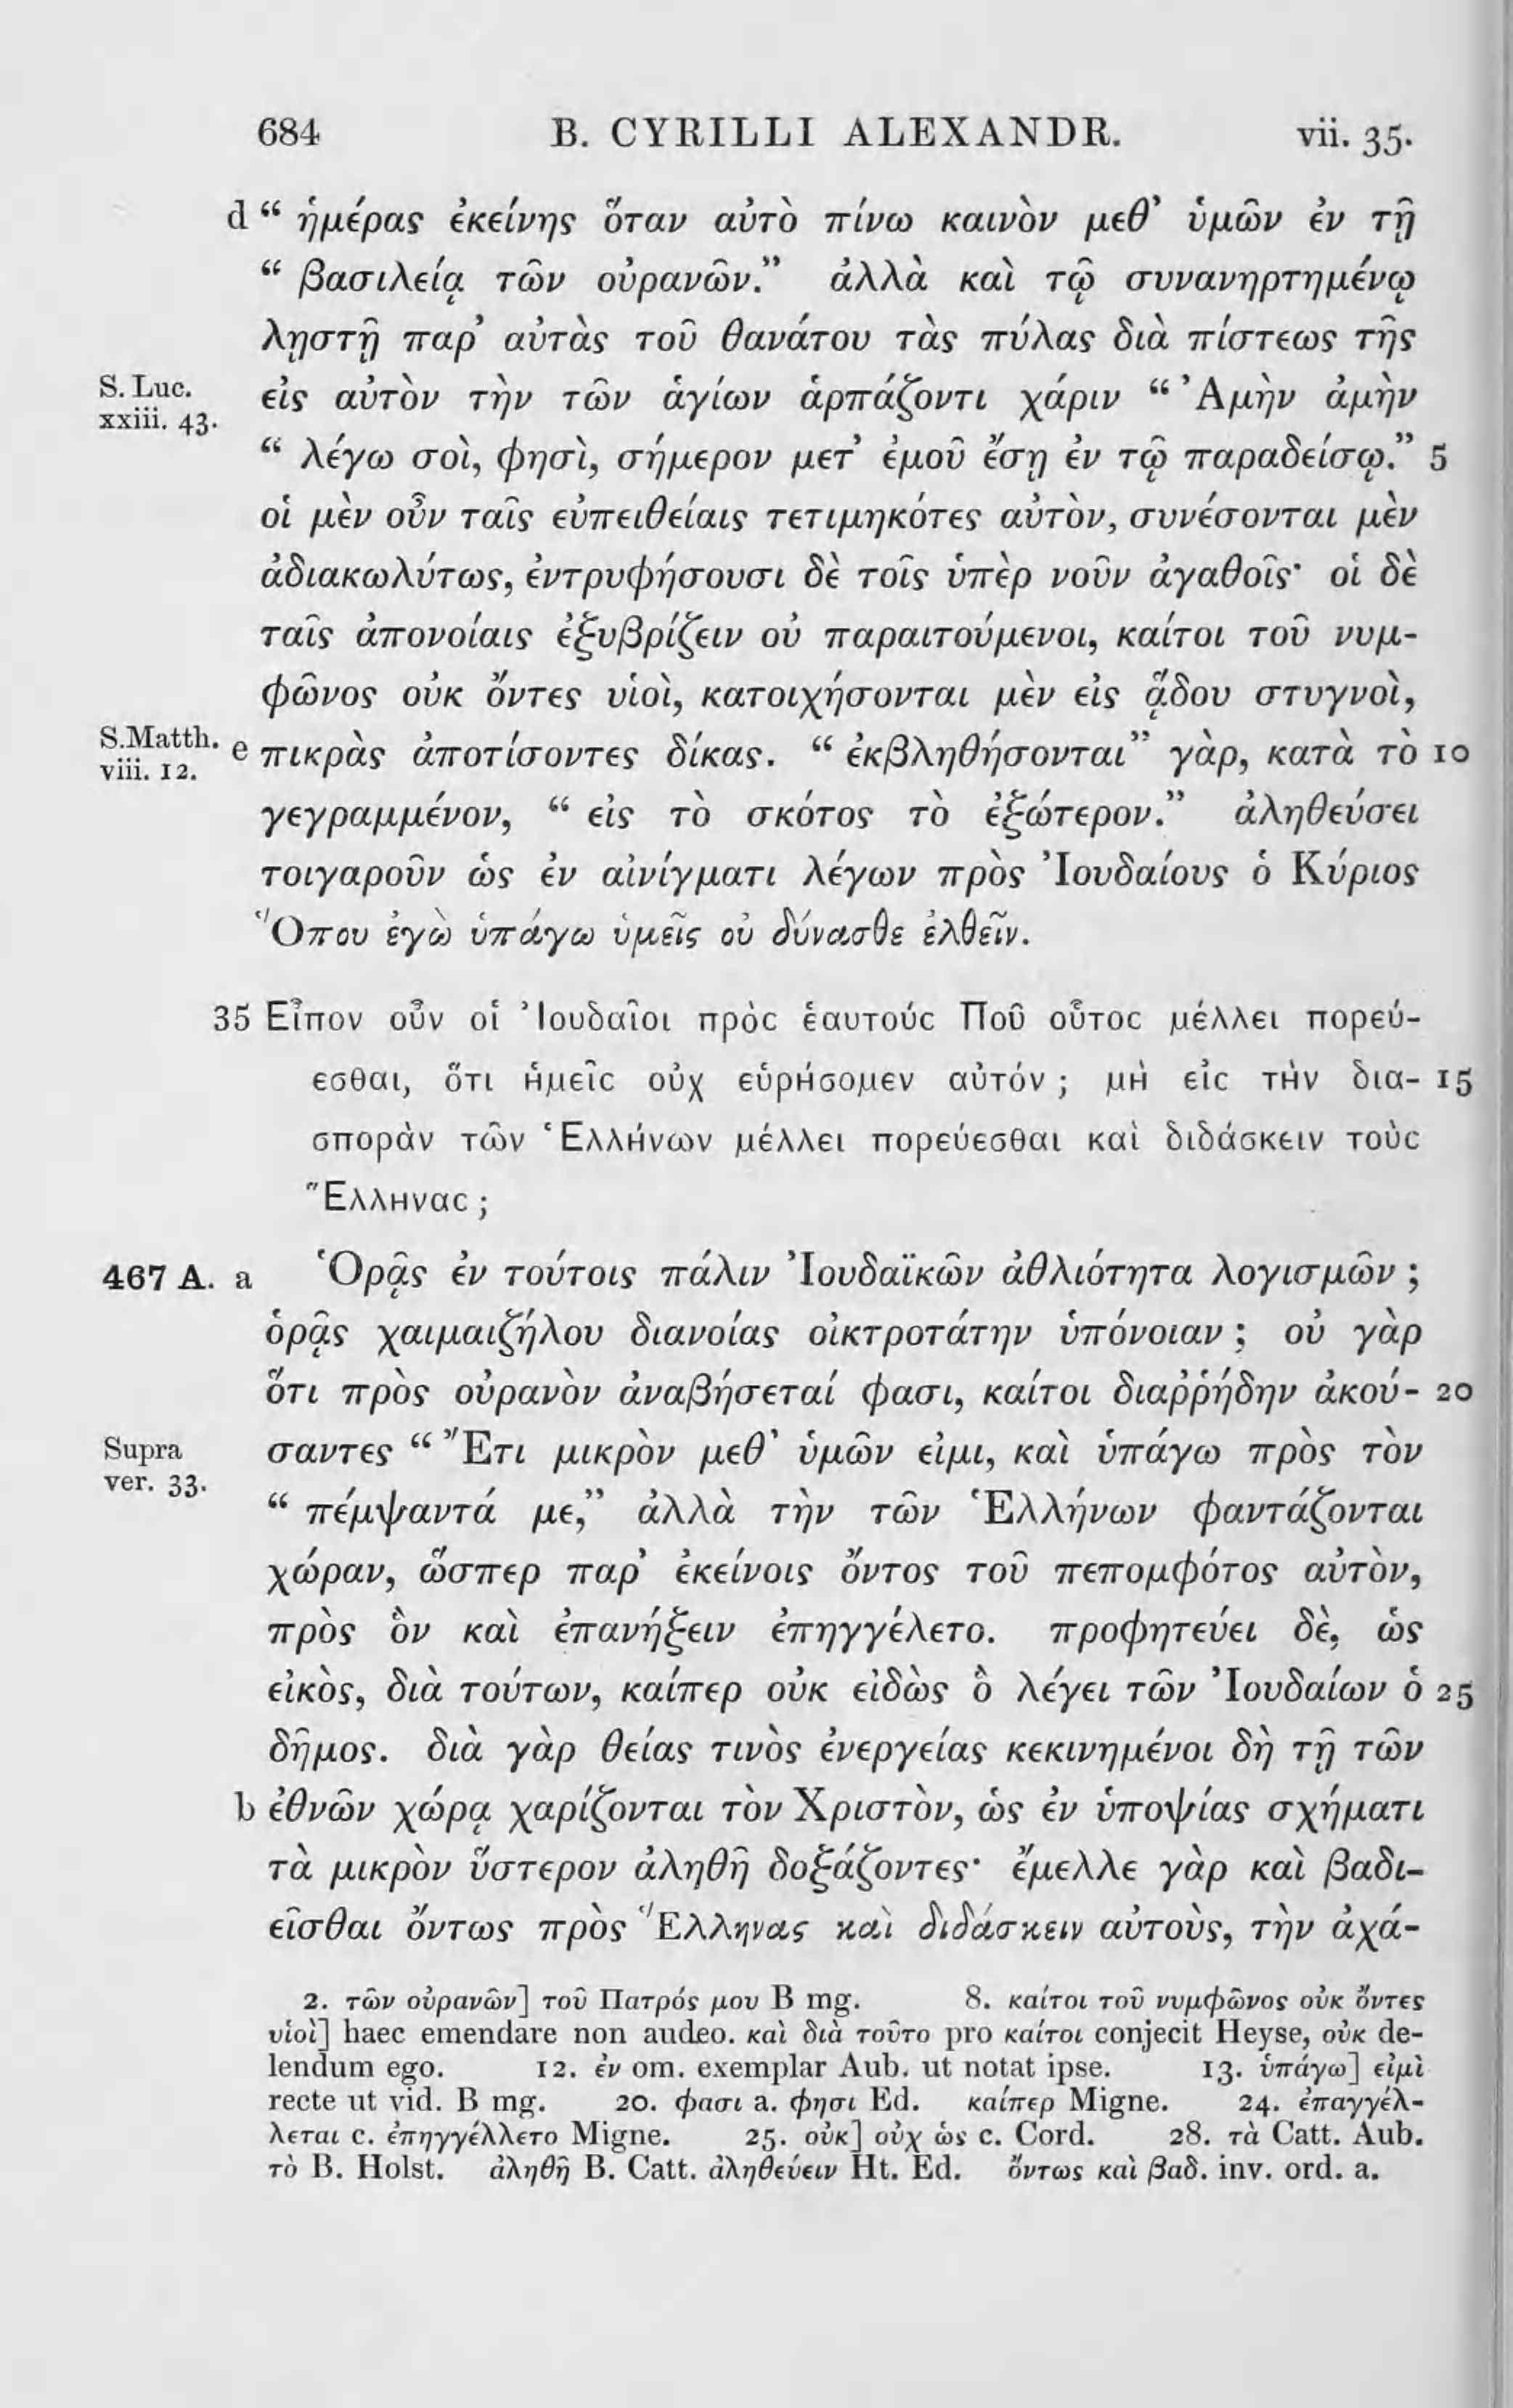 684 B. CYRILLI ALEXANDR. vii. 35.
d “ ἡμέρας ἐκείνης ὅταν αὐτὸ πίνω καινὸν μεθ’ ὑμῶν ἐν τῇ
“ βασιλείᾳ τῶν οὐρανῶν.” ἀλλὰ καὶ τῷ συνανηρτημένῳ
λῃστῇ παρ’ αὐτὰς τοῦ θανάτου τὰς πύλας διὰ πίστεως τῆς
S. Luc. xxiii. 43. εἰς αὐτὸν τὴν τῶν ἁγίων ἁρπάζοντι χάριν “ Ἀμὴν ἀμὴν
“ λέγω σοὶ, φησὶ, σήμερον μετ’ ἐμοῦ ἔσῃ ἐν τῷ παραδείσῳ.” 5
οἱ μὲν οὖν ταῖς εὐπειθείαις τετιμηκότες αὐτὸν, συνέσονται μὲν
ἀδιακωλύτως, ἐντρυφήσουσι δὲ τοῖς ὑπὲρ νοῦν ἀγαθοῖς· οἱ δὲ
ταῖς ἀπονοίαις ἐξυβρίζειν οὐ παραιτούμενοι, καίτοι τοῦ νυμ-
φῶνος οὐκ ὄντες υἱοὶ, κατοιχήσονται μὲν εἰς ᾅδου στυγνοὶ,
S.Matth. viii. 12. e πικρὰς ἀποτίσοντες δίκας. “ ἐκβληθήσονται” γὰρ, κατὰ τὸ 10
γεγραμμένον, “ εἰς τὸ σκότος τὸ ἐξώτερον.” ἀληθεύσει
τοιγαροῦν ὡς ἐν αἰνίγματι λέγων πρὸς Ἰουδαίους ὁ Κύριος
Ὅπου ἐγὼ ὑπάγω ὑμεῖς οὐ δύνασθε ἐλθεῖν.
35 Εἶπον οὖν οἱ Ἰουδαῖοι πρὸς ἑαυτούς Ποῦ οὗτος μέλλει πορεύ-
εσθαι, ὅτι ἡμεῖς οὐχ εὑρήσομεν αὐτόν ; μὴ εἰς τὴν δια- 15
σπορὰν τῶν Ἑλλήνων μέλλει πορεύεσθαι καὶ διδάσκειν τοὺς
Ἕλληνας ;
467 A. a Ὁρᾷς ἐν τούτοις πάλιν Ἰουδαϊκῶν ἀθλιότητα λογισμῶν ;
ὁρᾷς χαιμαιζήλου διανοίας οἰκτροτάτην ὑπόνοιαν ; οὐ γὰρ
ὅτι πρὸς οὐρανὸν ἀναβήσεταί φασι, καίτοι διαῤῥήδην ἀκού- 20
Supra ver. 33. σαντες “ Ἔτι μικρὸν μεθ’ ὑμῶν εἰμι, καὶ ὑπάγω πρὸς τὸν
“ πέμψαντά με,” ἀλλὰ τὴν τῶν Ἑλλήνων φαντάζονται
χώραν, ὥσπερ παρ’ ἐκείνοις ὄντος τοῦ πεπομφότος αὐτὸν,
πρὸς ὃν καὶ ἐπανήξειν ἐπηγγέλετο. προφητεύει δὲ, ὡς
εἰκὸς, διὰ τούτων, καίπερ οὐκ εἰδὼς ὃ λέγει τῶν Ἰουδαίων ὁ 25
δῆμος. διὰ γὰρ θείας τινὸς ἐνεργείας κεκινημένοι δὴ τῇ τῶν
b ἐθνῶν χώρᾳ χαρίζονται τὸν Χριστὸν, ὡς ἐν ὑποψίας σχήματι
τὰ μικρὸν ὕστερον ἀληθῆ δοξάζοντες· ἔμελλε γὰρ καὶ βαδι-
εῖσθαι ὄντως πρὸς Ἕλληνας καὶ διδάσκειν αὐτοὺς, τὴν ἀχά-
2. τῶν οὐρανῶν] τοῦ Πατρός μου B mg. 8. καίτοι τοῦ νυμφῶνος οὐκ ὄντες
υἱοὶ] haec emendare non audeo. καὶ διὰ τοῦτο pro καίτοι conjecit Heyse, οὐκ de-
lendum ego. 12. ἐν om. exemplar Aub. ut notat ipse. 13. ὑπάγω] εἰμὶ
recte ut vid. B mg. 20. φασι a. φησι Ed. καίπερ Migne. 24. ἐπαγγέλ-
λεται c. ἐπηγγέλλετο Migne. 25. οὐκ] οὐχ ὡς c. Cord. 28. τὰ Catt. Aub.
τὸ B. Holst. ἀληθῆ B. Catt. ἀληθεύειν Ht. Ed. ὄντως καὶ βαδ. inv. ord. a.